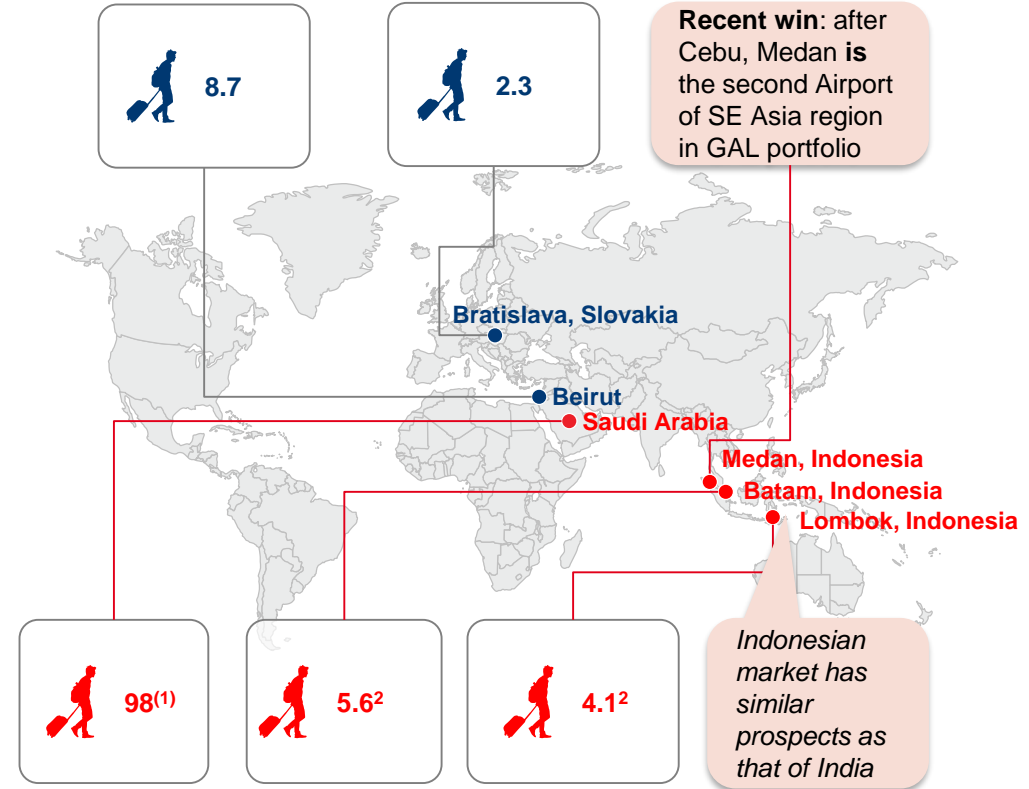 8.7
2.3
Recent win: after
Cebu, Medan is
the second Airport
of SE Asia region
in GAL portfolio
Bratislava, Slovakia
Beirut
Saudi Arabia
Medan, Indonesia
Batam, Indonesia
Lombok, Indonesia
98(1)
5.62
4.12
Indonesian
market has
similar
prospects as
that of India